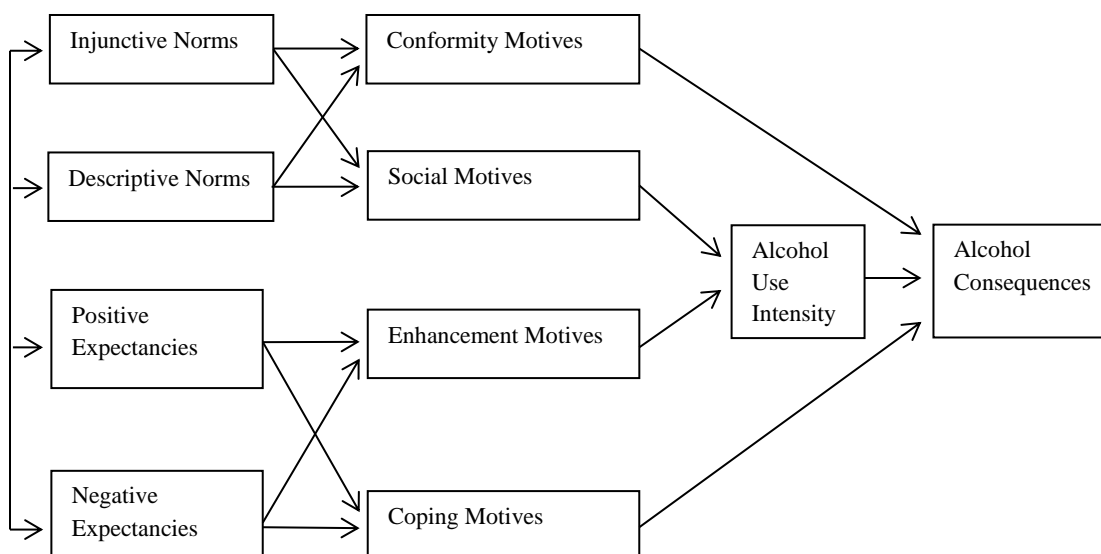 Injunctive Norms
Conformity Motives
Descriptive Norms
Social Motives
Alcohol
Use
Intensity
Alcohol
Consequences
Positive
Expectancies
Enhancement Motives
Negative
Expectancies
Coping Motives